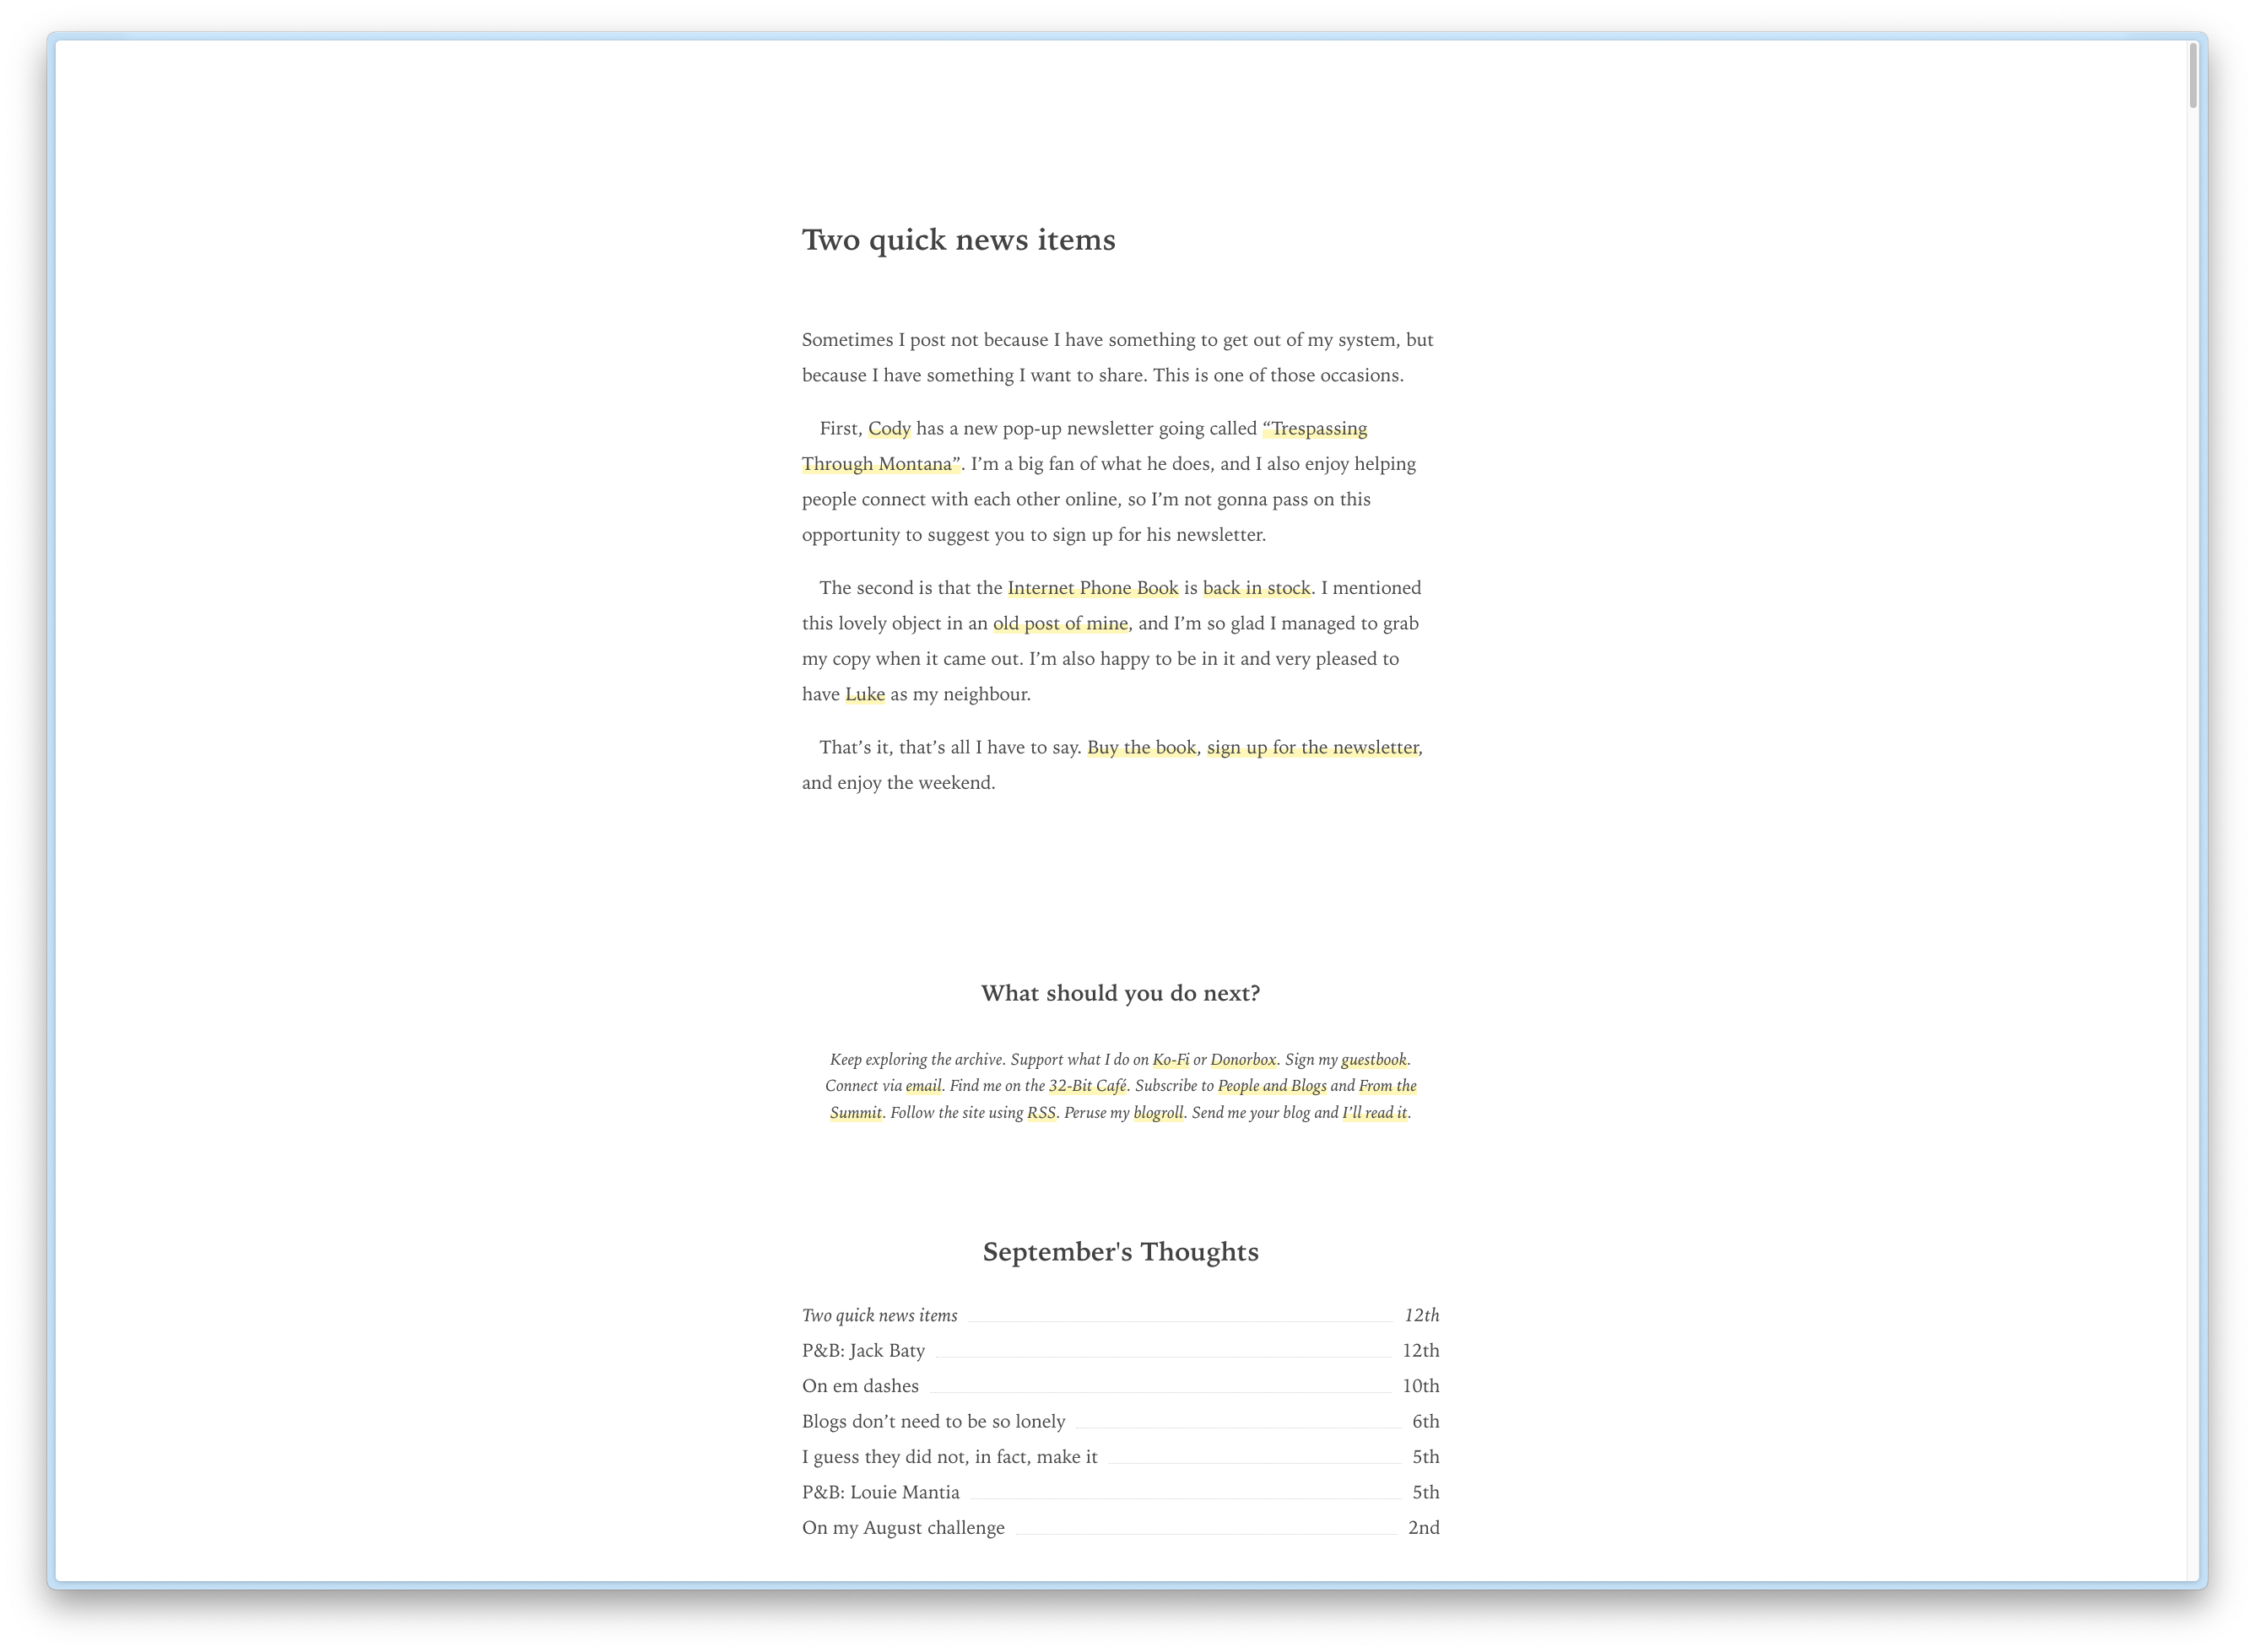 Two quick news items
Sometimes I post not because I have something to get out of my system, but
because I have something I want to share. This is one of those occasions.
First, Cody has a new pop-up newsletter going called “Trespassing
Through Montana”. I’m a big fan of what he does, and I also enjoy helping
people connect with each other online, so I’m not gonna pass on this
opportunity to suggest you to sign up for his newsletter.
The second is that the Internet Phone Book is back in stock. I mentioned
this lovely object in an old post of mine, and I’m so glad I managed to grab
my copy when it came out. I’m also happy to be in it and very pleased to
have Luke as my neighbour.
That’s it, that’s all I have to say. Buy the book, sign up for the newsletter,
and enjoy the weekend.
What should you do next?
Keep exploring the archive. Support what I do on Ko-Fi or Donorbox. Sign my guestbook.
Connect via email. Find me on the 32-Bit Café. Subscribe to People and Blogs and From the
Summit. Follow the site using RSS. Peruse my blogroll. Send me your blog and I’ll read it.
September's Thoughts
Two quick news items 12th
P&B: Jack Baty 12th
On em dashes 10th
Blogs don’t need to be so lonely 6th
I guess they did not, in fact, make it 5th
P&B: Louie Mantia 5th
On my August challenge 2nd